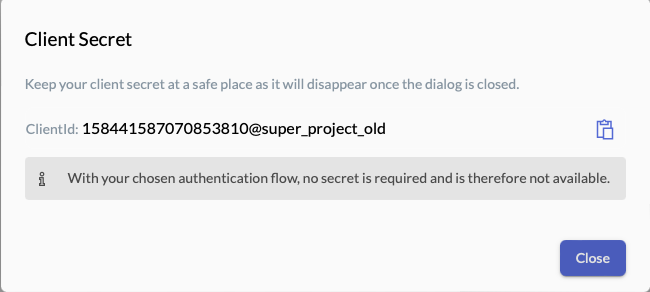 Client Secret
Keep your client secret at a safe place as it will disappear once the dialog is closed.
ClientId: 158441587070853810@super_project_old
With your chosen authentication flow, no secret is required and is therefore not available.
Close